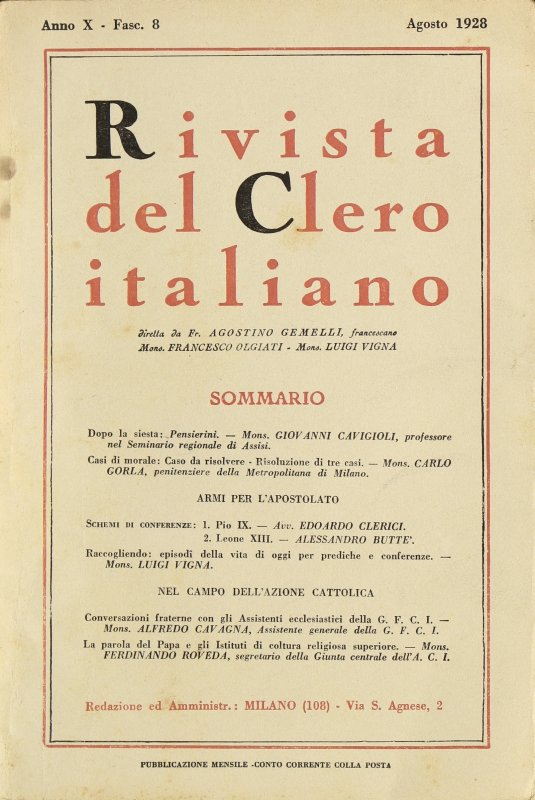 Anno X - Fasc. 8 Agosto 1928
Rivista
del Clero
italiano
diretta da Fr. AGOSTINO GEMELLI, francescano
Mons. FRANCESCO OLGIATI - Mons. LUIGI VIGNA
SOMMARIO
Dopo la siesta: Pensierini. — Mons. GIOVANNI CAVIGIOLI, professore
nel Seminario regionale di Assisi.
Casi di morale: Caso da risolvere - Risoluzione di tre casi. — Mons. CARLO
GORLA, penitenziere della Metropolitana di Milano.
ARMI PER L'APOSTOLATO
SCHEMI DI CONFERENZE: 1. Pio IX. — Avv. EDOARDO CLERICI.
2. Leone XIII. — ALESSANDRO BUTTE'.
Raccogliendo: episodi della vita di oggi per prediche e conferenze. —
Mons. LUIGI VIGNA.
NEL CAMPO DELL'AZIONE CATTOLICA
Conversazioni fraterne con gli Assistenti ecclesiastici della G. F. C. I. —
Mons. ALFREDO CAVAGNA, Assistente generale della G. F. C. I.
La parola del Papa e gli Istituti di coltura religiosa superiore. — Mons.
FERDINANDO ROVEDA, segretario della Giunta centrale dell'A. C. I.
Redazione ed Amministr.: MILANO (108) - Via S. Agnese, 2
PUBBLICAZIONE MENSILE -CONTO CORRENTE COLLA POSTA